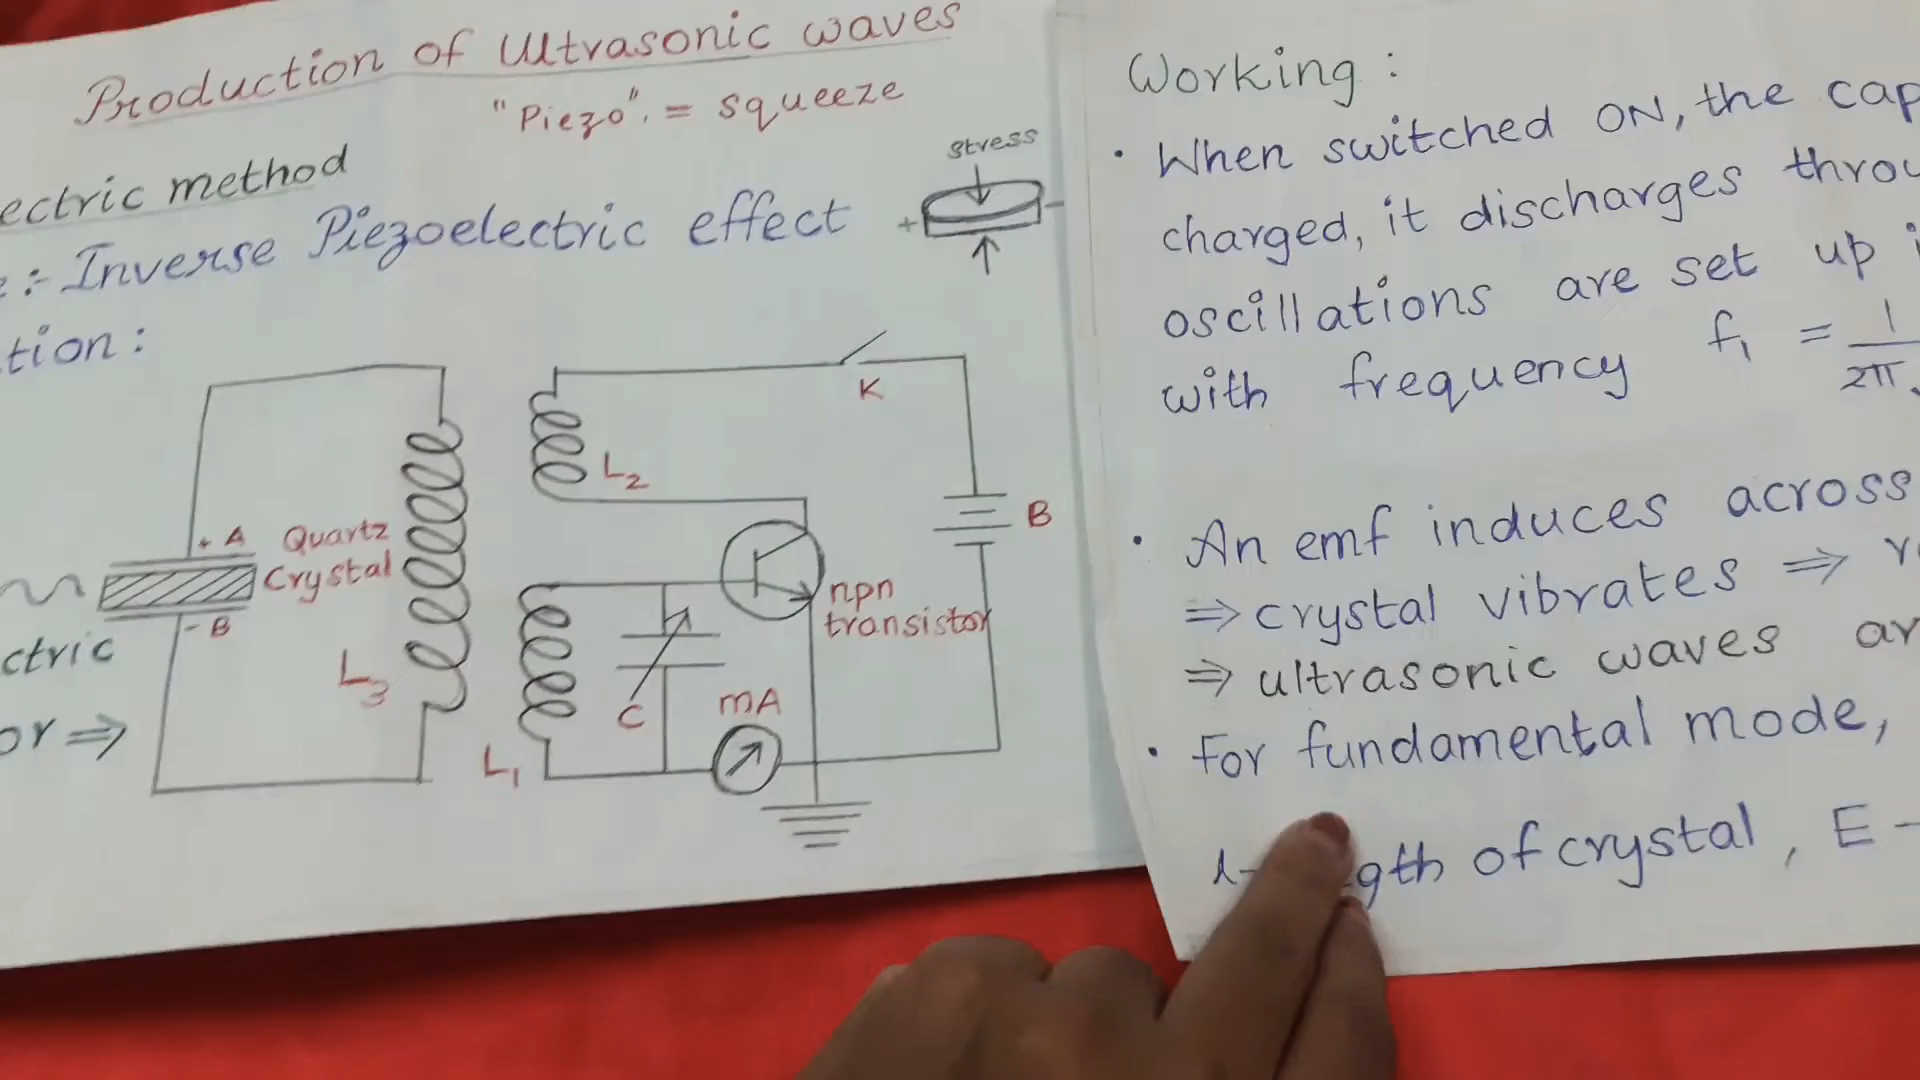 Production of Ultrasonic waves
"Piezo". = squeeze
ectric method
: - Inverse Piezoelectric effect
tion :
stress
+
-
K
L2
B
+ A Quartz
Crystal
- B
L3
npn
transistor
C
mA
L1
ctric
or ⇒
Working :
• When switched ON, the cap
charged, it discharges throu
oscillations are set up i
with frequency f1 = 1
2π
• An emf induces across
⇒ crystal vibrates ⇒ r
⇒ ultrasonic waves ar
• For fundamental mode,
gth of crystal, E -